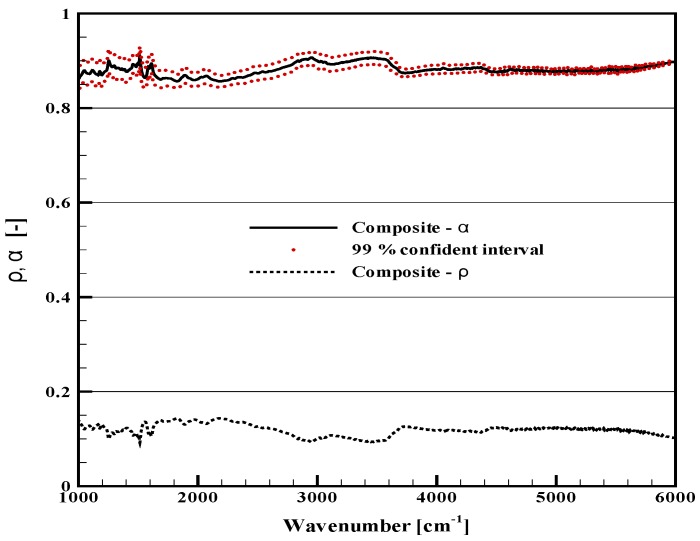 1
0.8
0.6
0.4
0.2
0
ρ, α [-]
Composite - α
99 % confident interval
Composite - ρ
1000 2000 3000 4000 5000 6000
Wavenumber [cm⁻¹]